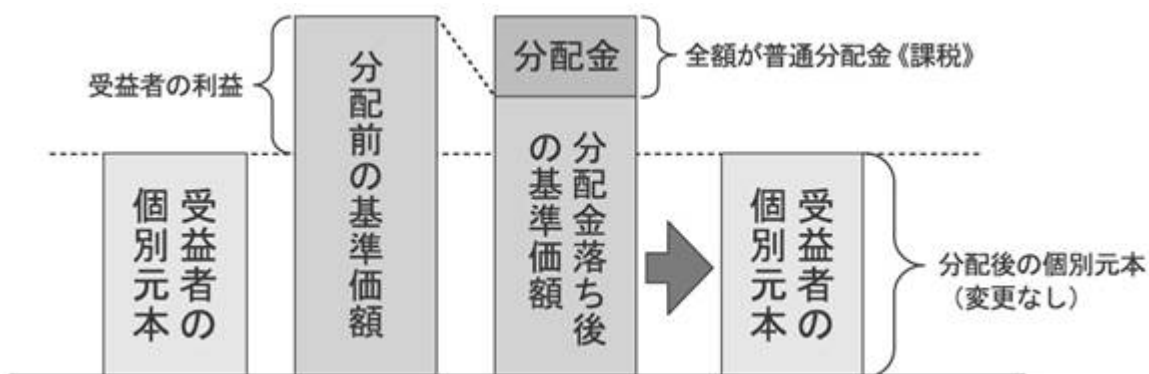 受益者の利益
受益者の
個別元本
分配前の基準価額
分配金
全額が普通分配金《課税》
分配金落ち後
の基準価額
受益者の
個別元本
分配後の個別元本
（変更なし）